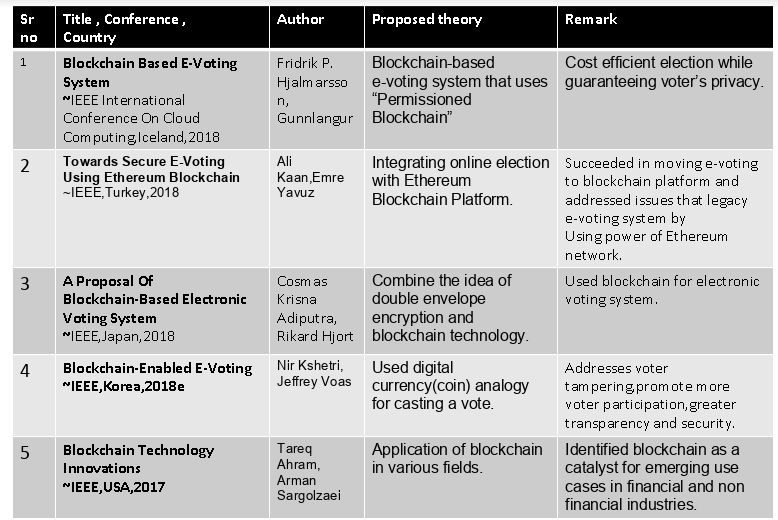 Sr no
Title , Conference , Country
Author
Proposed theory
Remark
1
Blockchain Based E-Voting
System
~IEEE International
Conference On Cloud
Computing,Iceland,2018
Fridrik P.
Hjalmarsso
n,
Gunnlangur
Blockchain-based
e-voting system that uses
“Permissioned
Blockchain”
Cost efficient election while
guaranteeing voter’s privacy.
2
Towards Secure E-Voting
Using Ethereum Blockchain
~IEEE,Turkey,2018
Ali
Kaan,Emre
Yavuz
Integrating online election
with Ethereum
Blockchain Platform.
Succeeded in moving e-voting
to blockchain platform and
addressed issues that legacy
e-voting system by
Using power of Ethereum
network.
3
A Proposal Of
Blockchain-Based Electronic
Voting System
~IEEE,Japan,2018
Cosmas
Krisna
Adiputra,
Rikard Hjort
Combine the idea of
double envelope
encryption and
blockchain technology.
Used blockchain for electronic
voting system.
4
Blockchain-Enabled E-Voting
~IEEE,Korea,2018e
Nir Kshetri,
Jeffrey Voas
Used digital
currency(coin) analogy
for casting a vote.
Addresses voter
tampering,promote more
voter participation,greater
transparency and security.
5
Blockchain Technology
Innovations
~IEEE,USA,2017
Tareq
Ahram,
Arman
Sargolzaei
Application of blockchain
in various fields.
Identified blockchain as a
catalyst for emerging use
cases in financial and non
financial industries.